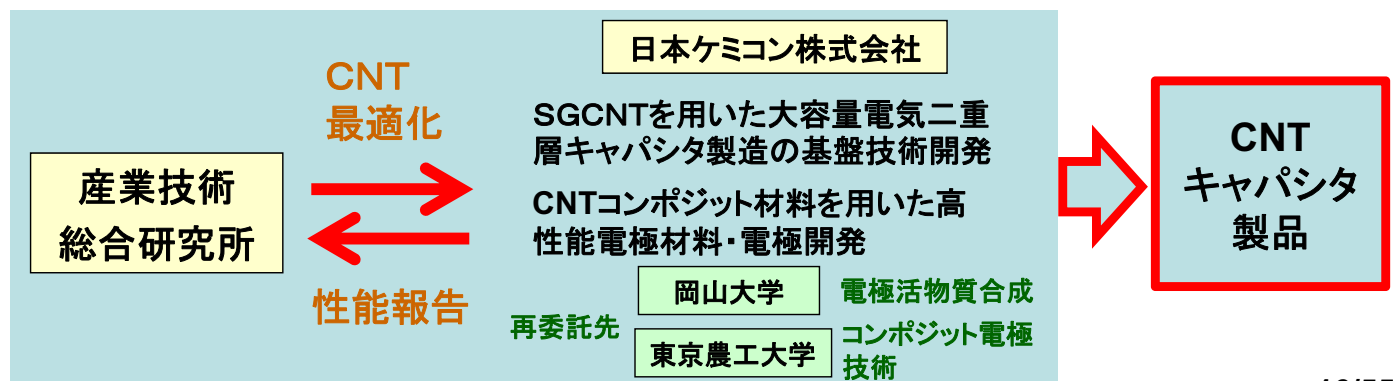 日本ケミコン株式会社
CNT
最適化
SGCNTを用いた大容量電気二重
層キャパシタ製造の基盤技術開発
産業技術
総合研究所
CNTコンポジット材料を用いた高
性能電極材料・電極開発
性能報告
岡山大学
電極活物質合成
再委託先
東京農工大学
コンポジット電極
技術
CNT
キャパシタ
製品